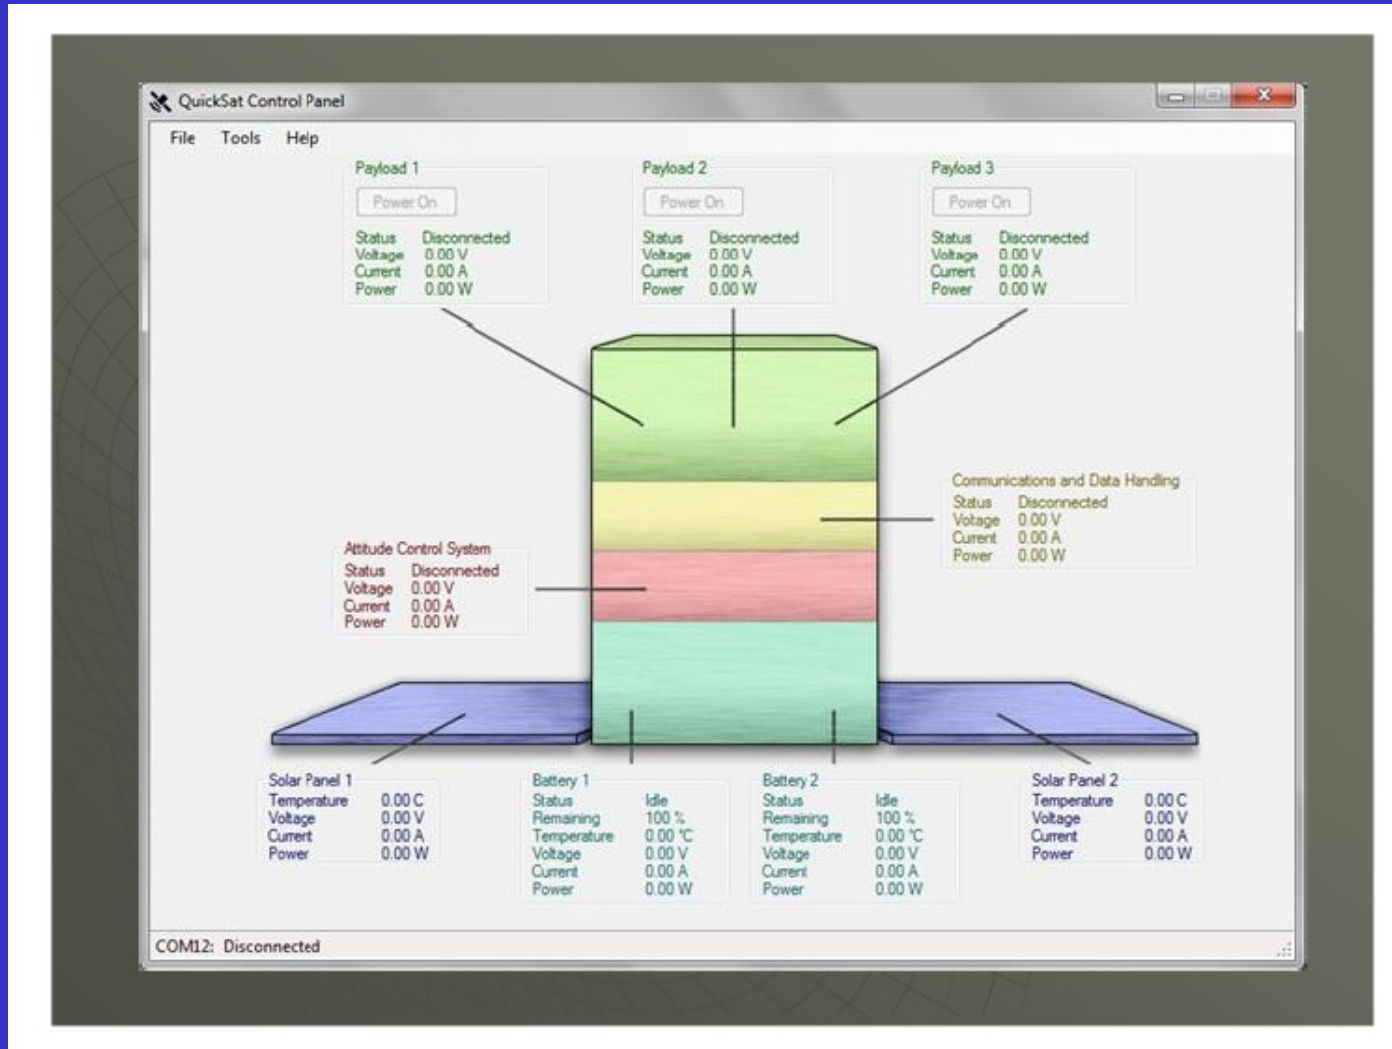 QuickSat Control Panel
File Tools Help
Payload 1
Power On
Status Disconnected
Voltage 0.00 V
Current 0.00 A
Power 0.00 W
Payload 2
Power On
Status Disconnected
Voltage 0.00 V
Current 0.00 A
Power 0.00 W
Payload 3
Power On
Status Disconnected
Voltage 0.00 V
Current 0.00 A
Power 0.00 W
Communications and Data Handling
Status Disconnected
Voltage 0.00 V
Current 0.00 A
Power 0.00 W
Attitude Control System
Status Disconnected
Voltage 0.00 V
Current 0.00 A
Power 0.00 W
Solar Panel 1
Temperature 0.00 C
Voltage 0.00 V
Current 0.00 A
Power 0.00 W
Battery 1
Status Idle
Remaining 100 %
Temperature 0.00 °C
Voltage 0.00 V
Current 0.00 A
Power 0.00 W
Battery 2
Status Idle
Remaining 100 %
Temperature 0.00 °C
Voltage 0.00 V
Current 0.00 A
Power 0.00 W
Solar Panel 2
Temperature 0.00 C
Voltage 0.00 V
Current 0.00 A
Power 0.00 W
COM12: Disconnected